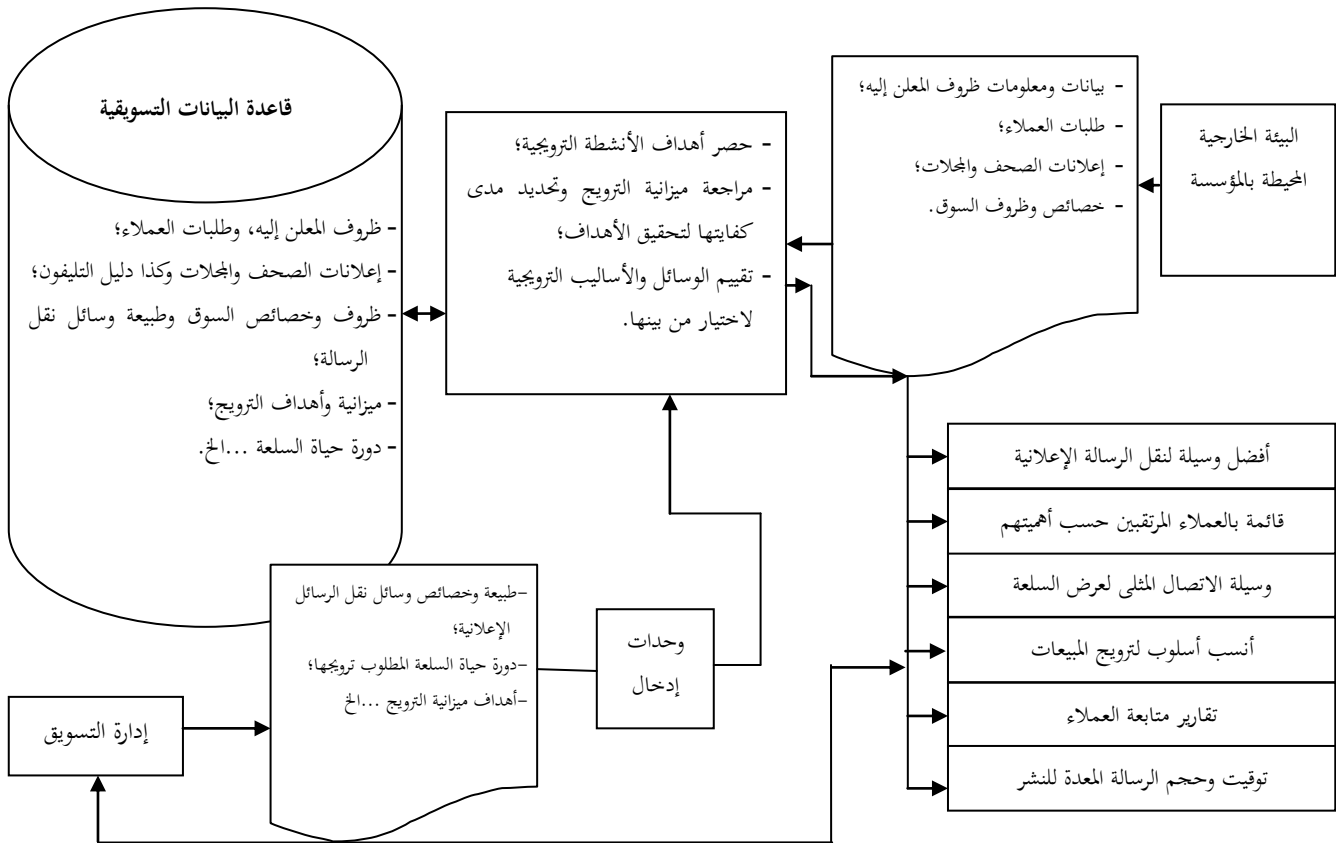 قاعدة البيانات التسويقية
- ظروف المعلن إليه، وطلبات العملاء؛
- إعلانات الصحف والمجلات وكذا دليل التليفون؛
- ظروف وخصائص السوق وطبيعة وسائل نقل
الرسالة؛
- ميزانية وأهداف الترويج؛
- دورة حياة السلعة ...الخ.
- حصر أهداف الأنشطة الترويجية؛
- مراجعة ميزانية الترويج وتحديد مدى
كفايتها لتحقيق الأهداف؛
- تقييم الوسائل والأساليب الترويجية
لاختيار من بينها.
- بيانات ومعلومات ظروف المعلن إليه؛
- طلبات العملاء؛
- إعلانات الصحف والمجلات؛
- خصائص وظروف السوق.
البيئة الخارجية
المحيطة بالمؤسسة
أفضل وسيلة لنقل الرسالة الإعلانية
قائمة بالعملاء المرتقبين حسب أهميتهم
وسيلة الاتصال المثلى لعرض السلعة
أنسب أسلوب لترويج المبيعات
تقارير متابعة العملاء
توقيت وحجم الرسالة المعدة للنشر
-طبيعة وخصائص وسائل نقل الرسائل
الإعلانية؛
-دورة حياة السلعة المطلوب ترويجها؛
-أهداف ميزانية الترويج ...الخ
وحدات
إدخال
إدارة التسويق